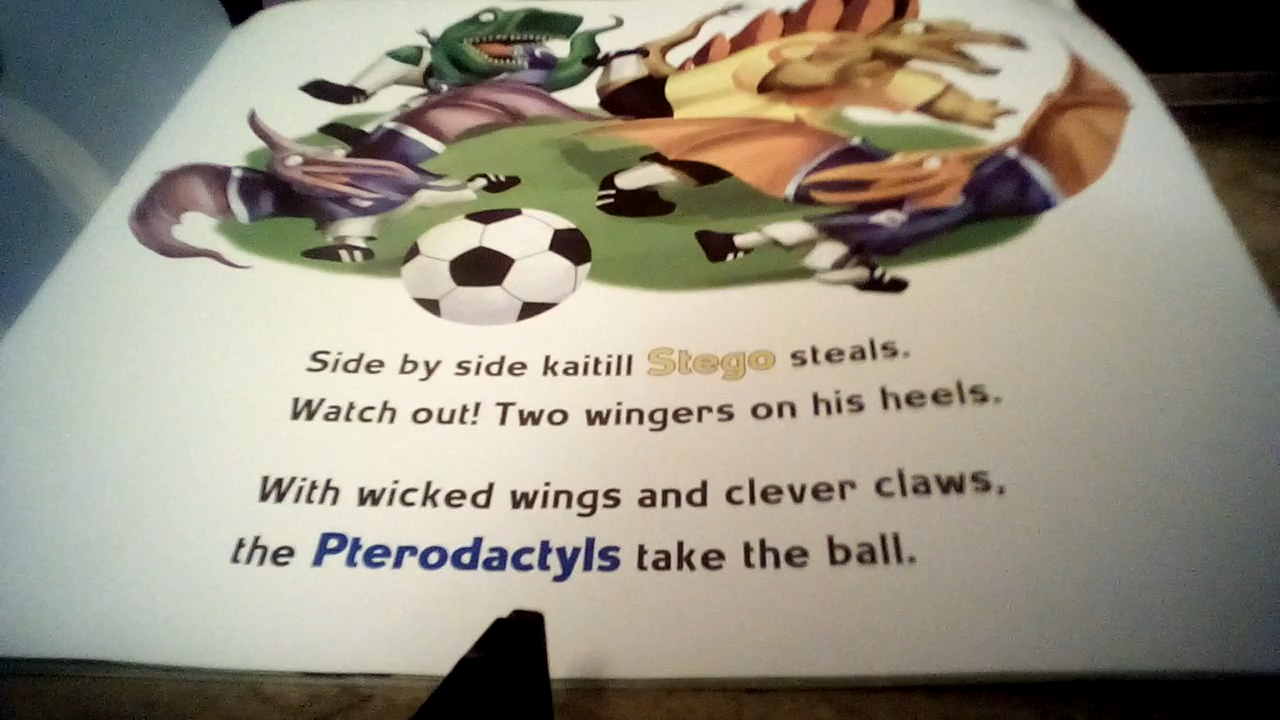 Side by side kaitill Stego steals.
Watch out! Two wingers on his heels.
With wicked wings and clever claws,
the Pterodactyls take the ball.